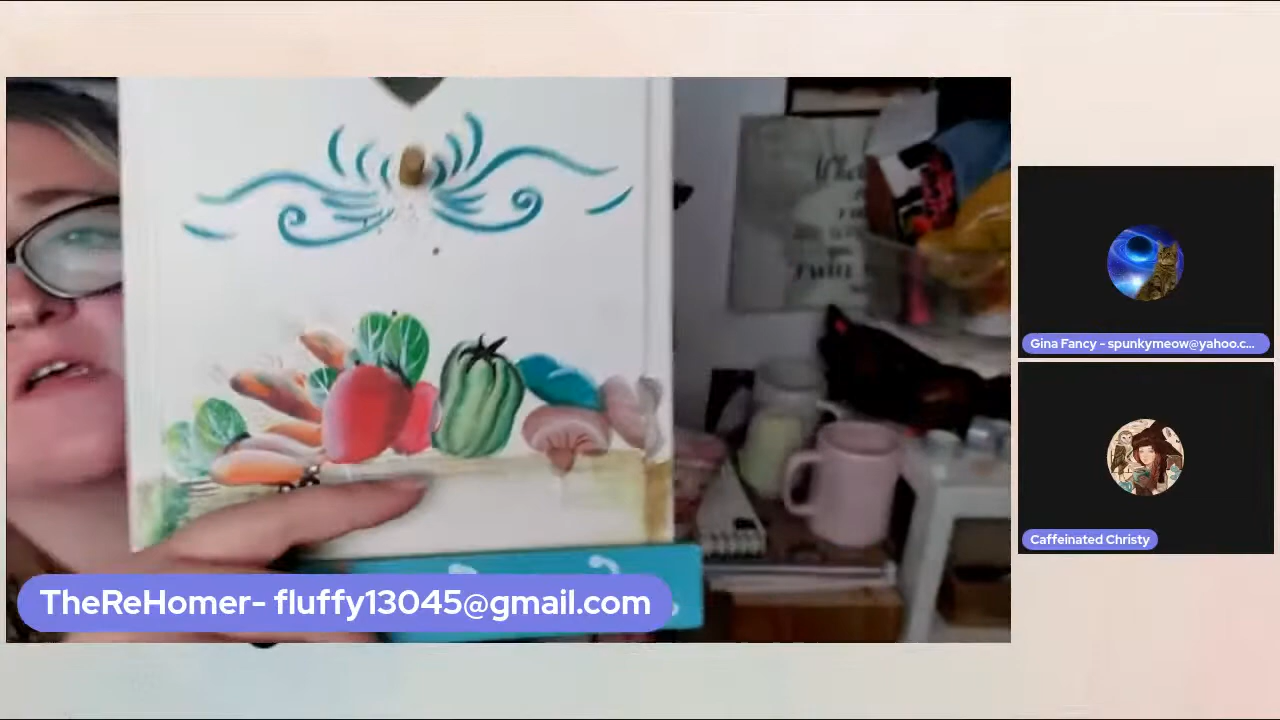 TheReHomer- fluffy13045@gmail.com
Gina Fancy - spunkymeow@yahoo.c...
Caffeinated Christy